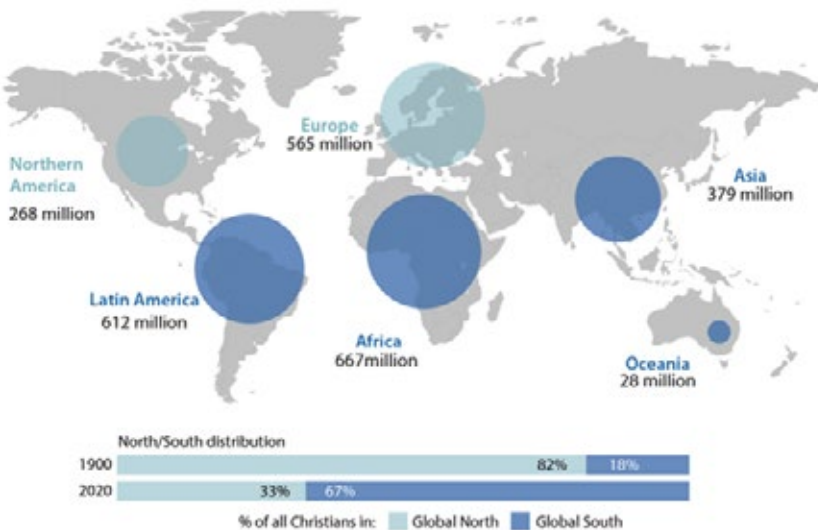 Europe
565 million
Northern
America
268 million
Asia
379 million
Latin America
612 million
Africa
667million
Oceania
28 million
North/South distribution
1900 82% 18%
2020 33% 67%
% of all Christians in: Global North Global South